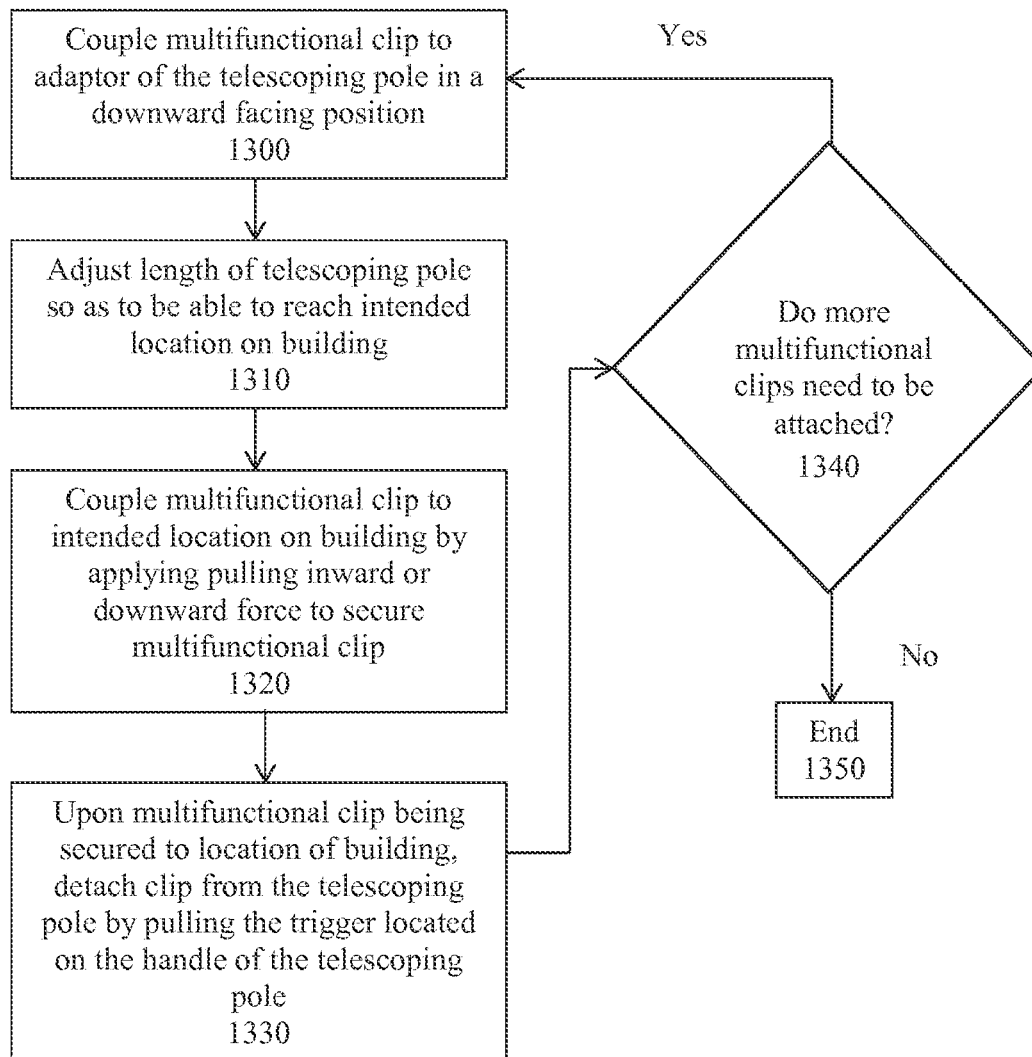 Couple multifunctional clip to
adaptor of the telescoping pole in a
downward facing position
1300
Adjust length of telescoping pole
so as to be able to reach intended
location on building
1310
Couple multifunctional clip to
intended location on building by
applying pulling inward or
downward force to secure
multifunctional clip
1320
Upon multifunctional clip being
secured to location of building,
detach clip from the telescoping
pole by pulling the trigger located
on the handle of the telescoping
pole
1330
Yes
Do more
multifunctional
clips need to be
attached?
1340
No
End
1350